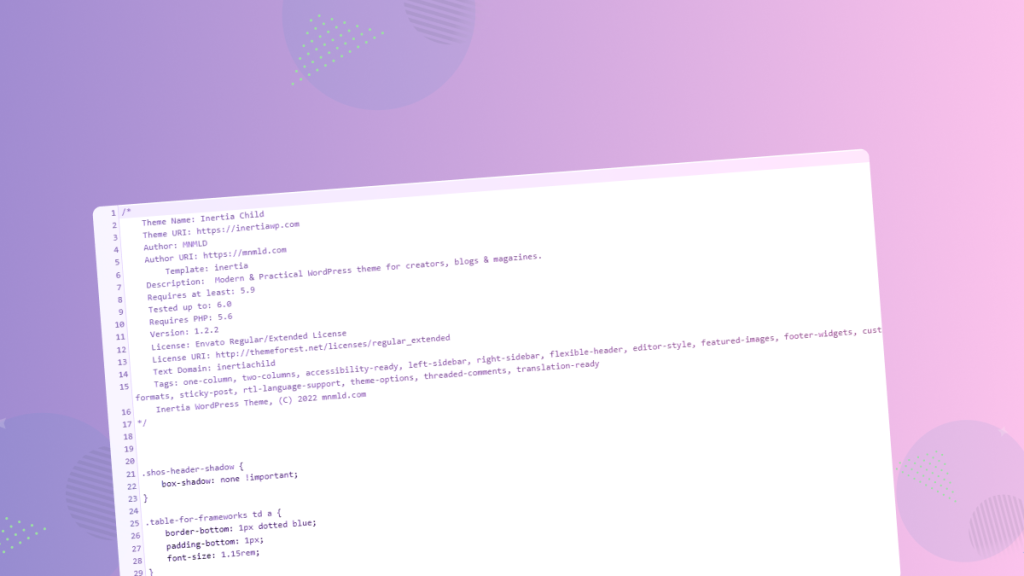 1 /*
2 Theme Name: Inertia Child
3 Theme URI: https://inertiawp.com
4 Author: MNMLD
5 Author URI: https://mnmld.com
6 Template: inertia
7 Description:  Modern & Practical WordPress theme for creators, blogs & magazines.
8 Requires at least: 5.9
9 Tested up to: 6.0
10 Requires PHP: 5.6
11 Version: 1.2.2
12 License: Envato Regular/Extended License
13 License URI: http://themeforest.net/licenses/regular_extended
14 Text Domain: inertiachild
15 Tags: one-column, two-columns, accessibility-ready, left-sidebar, right-sidebar, flexible-header, editor-style, featured-images, footer-widgets, cust
formats, sticky-post, rtl-language-support, theme-options, threaded-comments, translation-ready
16 Inertia WordPress Theme, (C) 2022 mnmld.com
17 */
18
19
20
21 .shos-header-shadow {
22 box-shadow: none !important;
23 }
24
25 .table-for-frameworks td a {
26 border-bottom: 1px dotted blue;
27 padding-bottom: 1px;
28 font-size: 1.15rem;
29 }